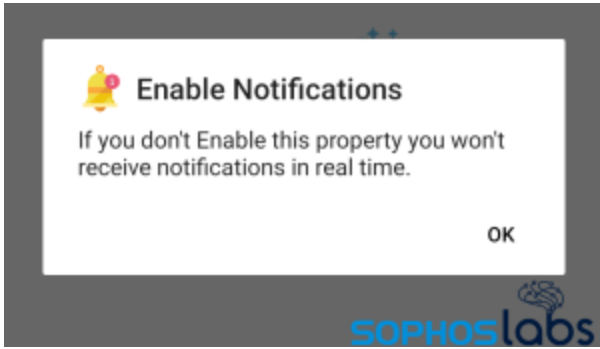 Enable Notifications
If you don't Enable this property you won't
receive notifications in real time.
OK
SOPHOSlabs